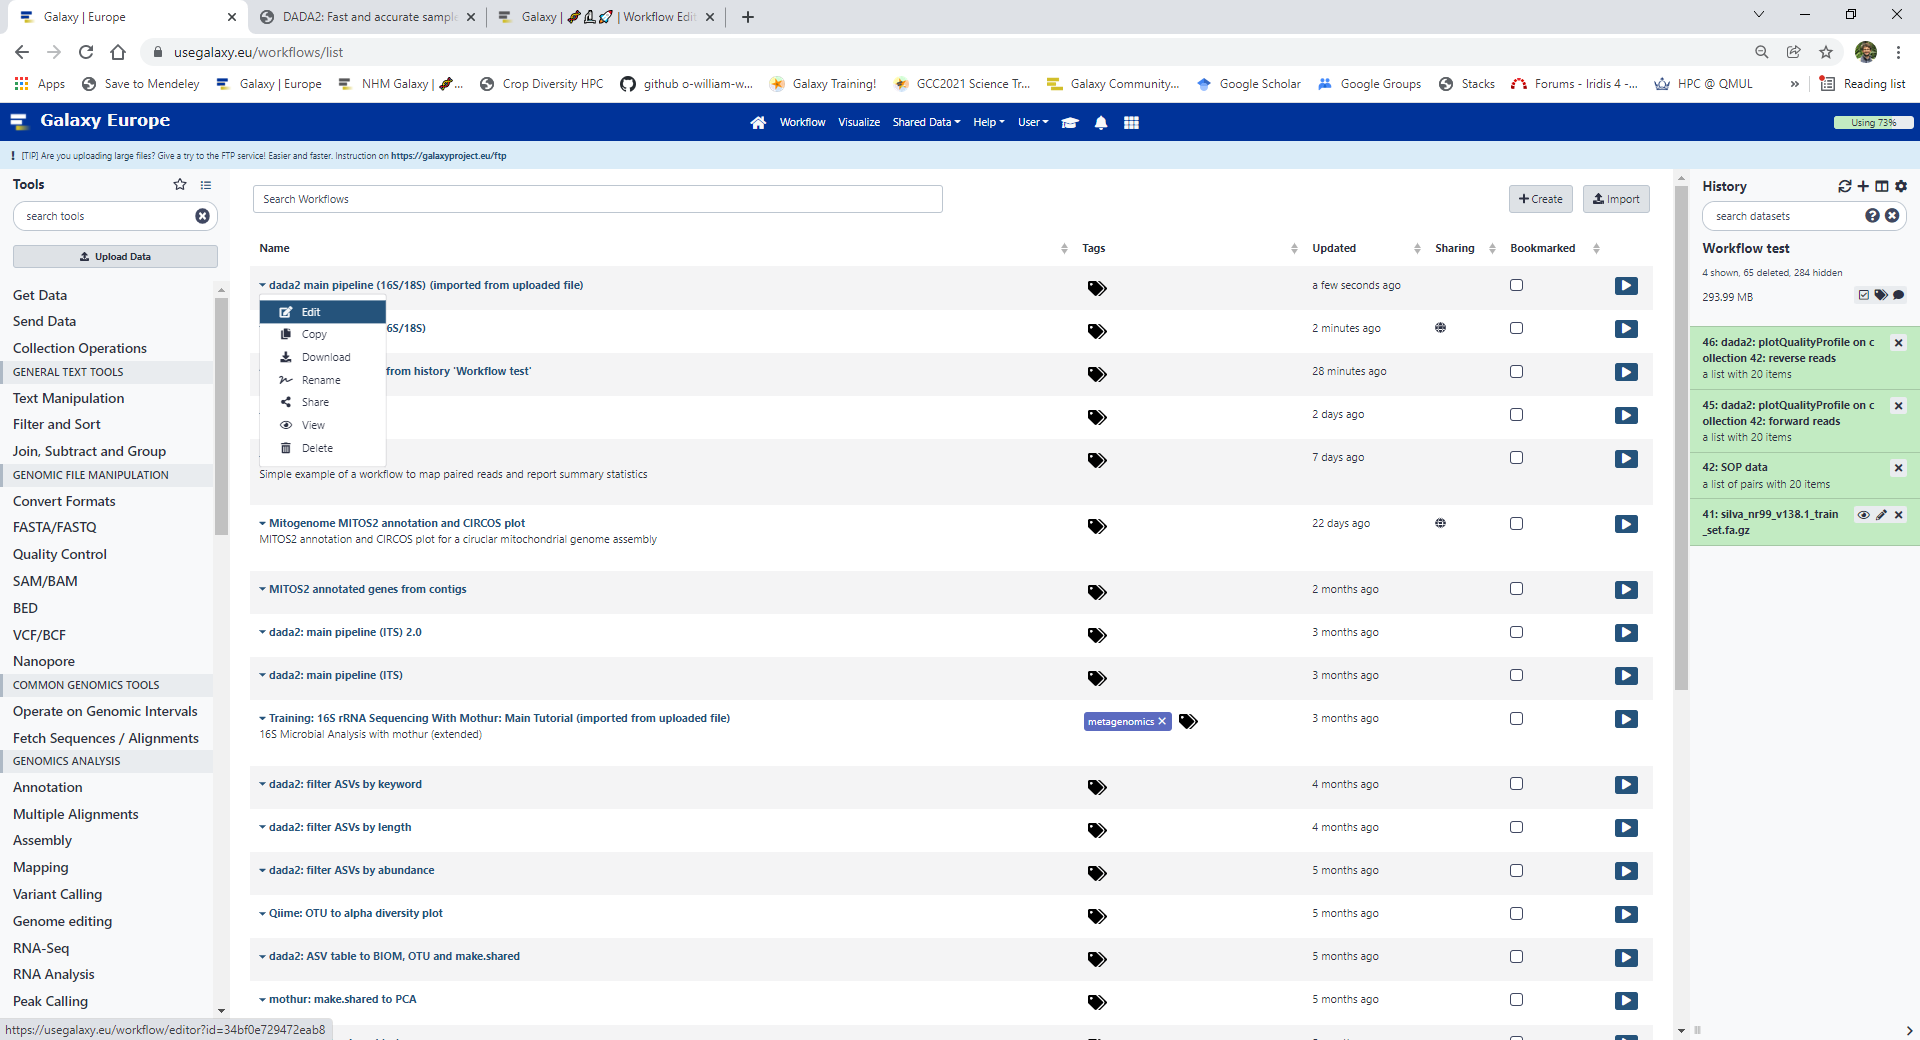 Galaxy | Europe
DADA2: Fast and accurate sample
Galaxy | | Workflow Edi
usegalaxy.eu/workflows/list
Apps
Save to Mendeley
Galaxy | Europe
NHM Galaxy | ...
Crop Diversity HPC
github o-william-w...
Galaxy Training!
GCC2021 Science Tr...
Galaxy Community...
Google Scholar
Google Groups
Stacks
Forums - Iridis 4 -...
HPC @ QMUL
»
Reading list
Galaxy Europe
Workflow
Visualize
Shared Data
Help
User
Using 73%
! [TIP] Are you uploading large files? Give a try to the FTP service! Easier and faster. Instruction on https://galaxyproject.eu/ftp
Tools
search tools
Upload Data
Get Data
Send Data
Collection Operations
GENERAL TEXT TOOLS
Text Manipulation
Filter and Sort
Join, Subtract and Group
GENOMIC FILE MANIPULATION
Convert Formats
FASTA/FASTQ
Quality Control
SAM/BAM
BED
VCF/BCF
Nanopore
COMMON GENOMICS TOOLS
Operate on Genomic Intervals
Fetch Sequences / Alignments
GENOMICS ANALYSIS
Annotation
Multiple Alignments
Assembly
Mapping
Variant Calling
Genome editing
RNA-Seq
RNA Analysis
Peak Calling
https://usegalaxy.eu/workflow/editor?id=34bf0e729472eab8
Search Workflows
+ Create
Import
Name Tags Updated Sharing Bookmarked
dada2 main pipeline (16S/18S) (imported from uploaded file) a few seconds ago
Edit
Copy
Download
Rename
Share
View
Delete
6S/18S) 2 minutes ago
from history 'Workflow test' 28 minutes ago
2 days ago
7 days ago
Simple example of a workflow to map paired reads and report summary statistics
Mitogenome MITOS2 annotation and CIRCOS plot 22 days ago
MITOS2 annotation and CIRCOS plot for a ciruclar mitochondrial genome assembly
MITOS2 annotated genes from contigs 2 months ago
dada2: main pipeline (ITS) 2.0 3 months ago
dada2: main pipeline (ITS) 3 months ago
Training: 16S rRNA Sequencing With Mothur: Main Tutorial (imported from uploaded file) metagenomics 3 months ago
16S Microbial Analysis with mothur (extended)
dada2: filter ASVs by keyword 4 months ago
dada2: filter ASVs by length 4 months ago
dada2: filter ASVs by abundance 5 months ago
Qiime: OTU to alpha diversity plot 5 months ago
dada2: ASV table to BIOM, OTU and make.shared 5 months ago
mothur: make.shared to PCA 5 months ago
History
search datasets
Workflow test
4 shown, 65 deleted, 284 hidden
293.99 MB
46: dada2: plotQualityProfile on c
ollection 42: reverse reads
a list with 20 items
45: dada2: plotQualityProfile on c
ollection 42: forward reads
a list with 20 items
42: SOP data
a list of pairs with 20 items
41: silva_nr99_v138.1_train
_set.fa.gz